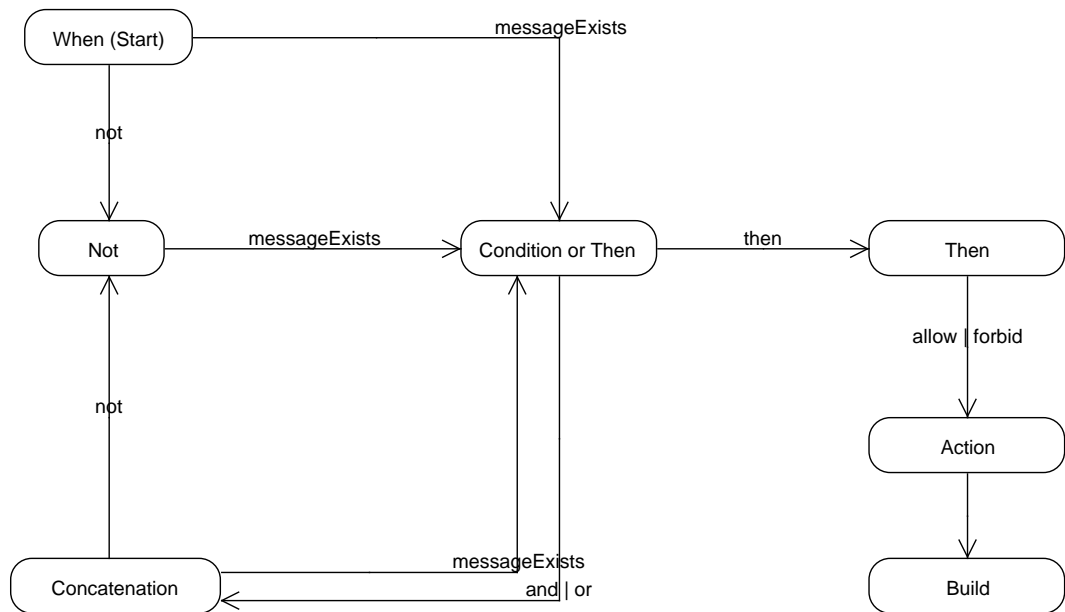 When (Start)
messageExists
not
Not
messageExists
Condition or Then
then
Then
allow | forbid
not
Action
messageExists
and | or
Concatenation
Build